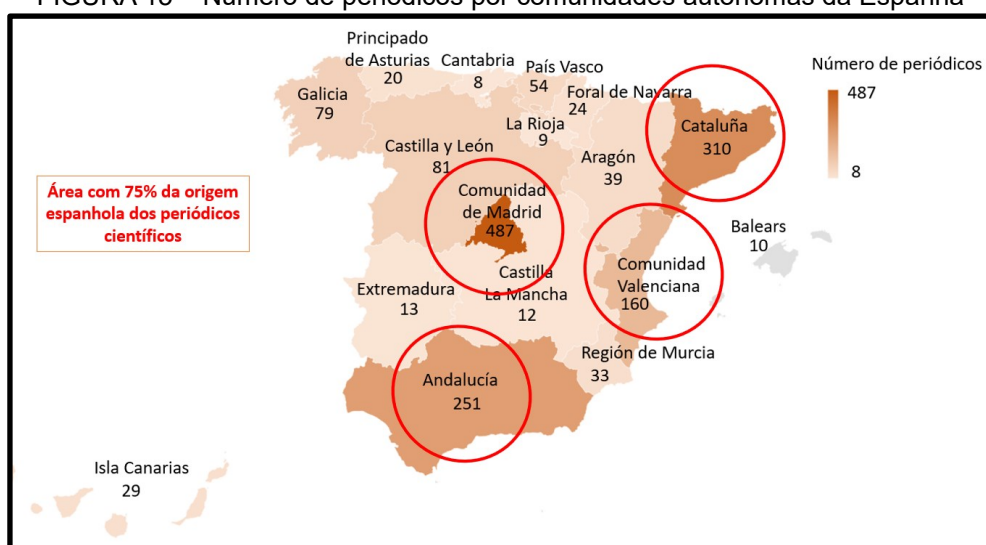 FIGURA 16 – Número de periódicos por comunidades autônomas da Espanha
Principado
de Asturias
20
Cantabria
8
País Vasco
54
Foral de Navarra
24
Galicia
79
La Rioja
9
Cataluña
310
Castilla y León
81
Aragón
39
Comunidad
de Madrid
487
Balears
10
Comunidad
Valenciana
160
Castilla
La Mancha
12
Extremadura
13
Región de Murcia
33
Andalucía
251
Isla Canarias
29
Número de periódicos
487
8
Área com 75% da origem
espanhola dos periódicos
científicos